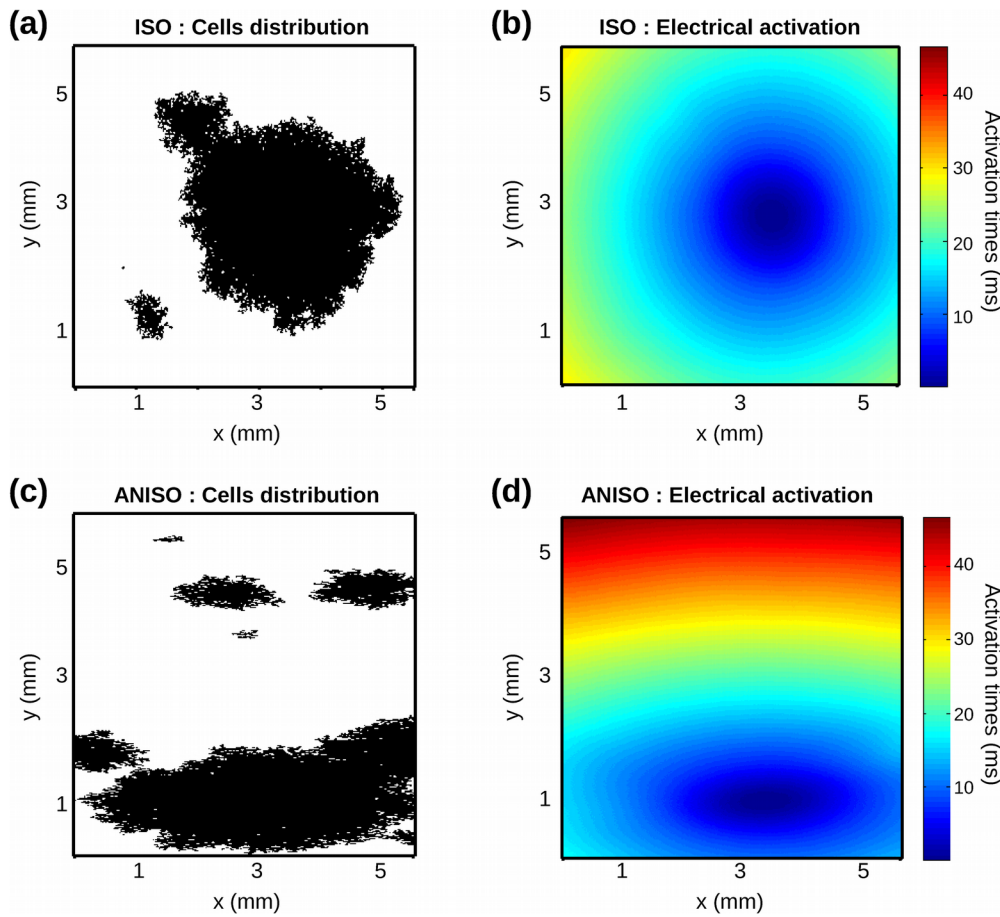 (a)
ISO : Cells distribution
5
3
1
y (mm)
1 3 5
x (mm)
(b)
ISO : Electrical activation
5
3
1
y (mm)
1 3 5
x (mm)
40
30
20
10
Activation times (ms)
(c)
ANISO : Cells distribution
5
3
1
y (mm)
1 3 5
x (mm)
(d)
ANISO : Electrical activation
5
3
1
y (mm)
1 3 5
x (mm)
40
30
20
10
Activation times (ms)